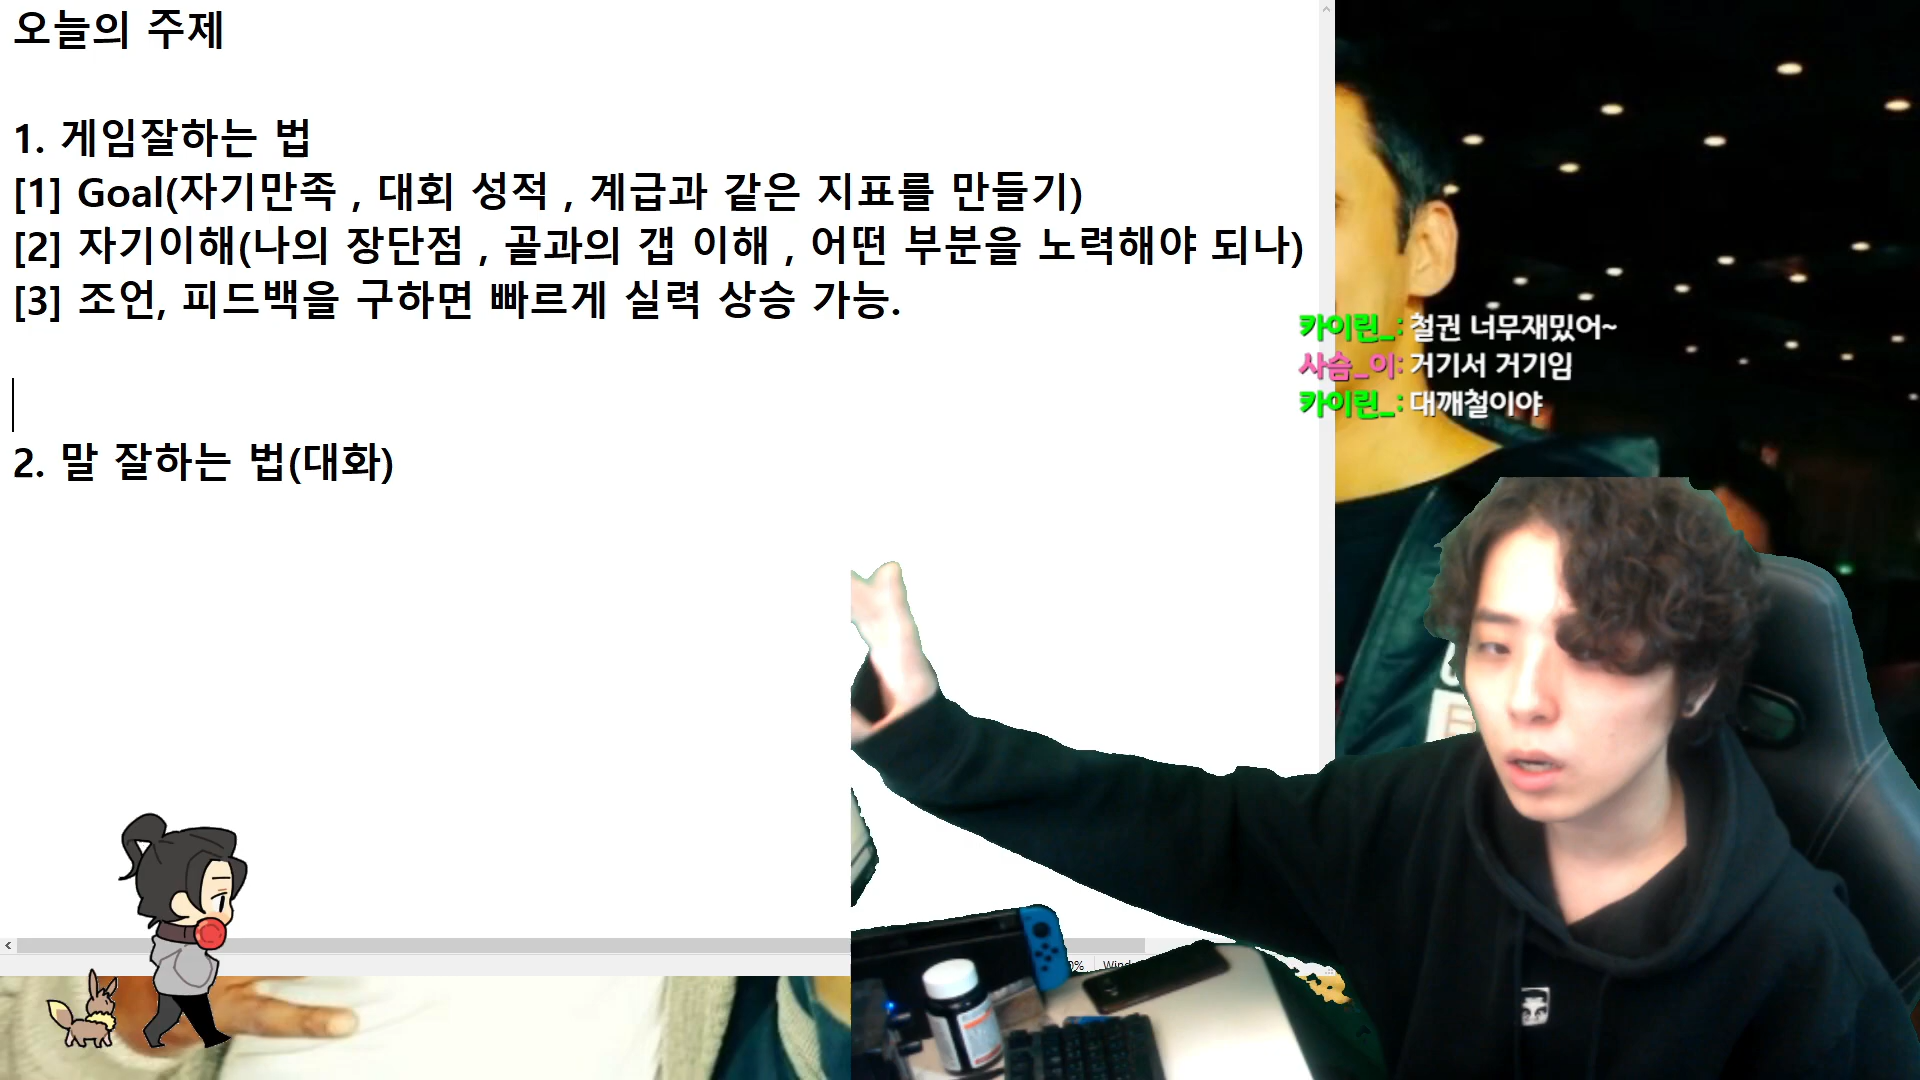 오늘의 주제
1. 게임잘하는 법
[1] Goal(자기만족 , 대회 성적 , 계급과 같은 지표를 만들기)
[2] 자기이해(나의 장단점 , 골과의 갭 이해 , 어떤 부분을 노력해야 되나)
[3] 조언, 피드백을 구하면 빠르게 실력 상승 가능.
2. 말 잘하는 법(대화)
카이린_: 철권 너무재밌어~
사슴_이: 거기서 거기임
카이린_: 대깨철이야